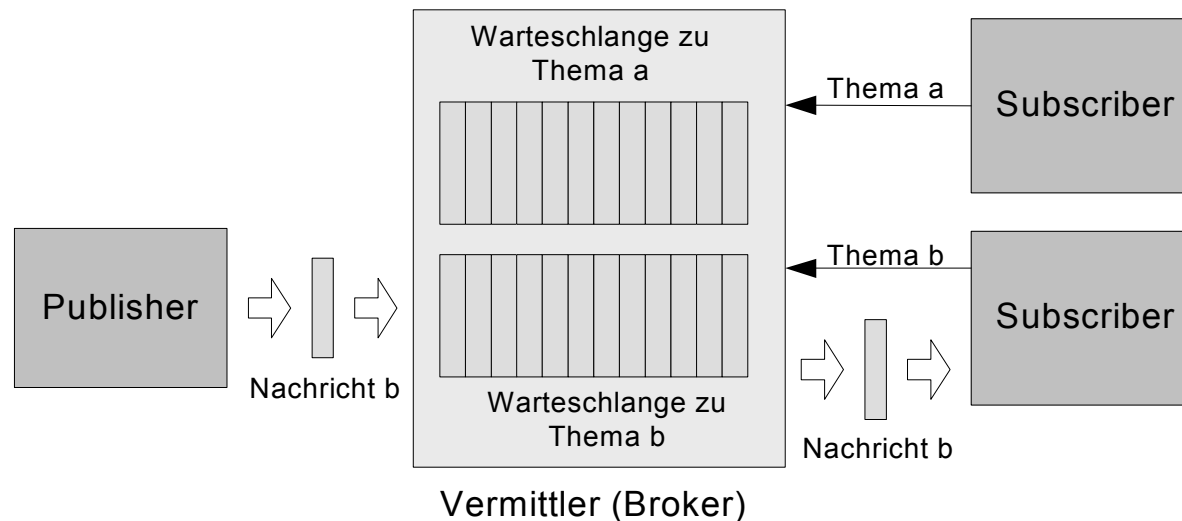 Warteschlange zu
Thema a
Thema a
Subscriber
Publisher
Nachricht b
Thema b
Subscriber
Warteschlange zu
Thema b
Nachricht b
Vermittler (Broker)